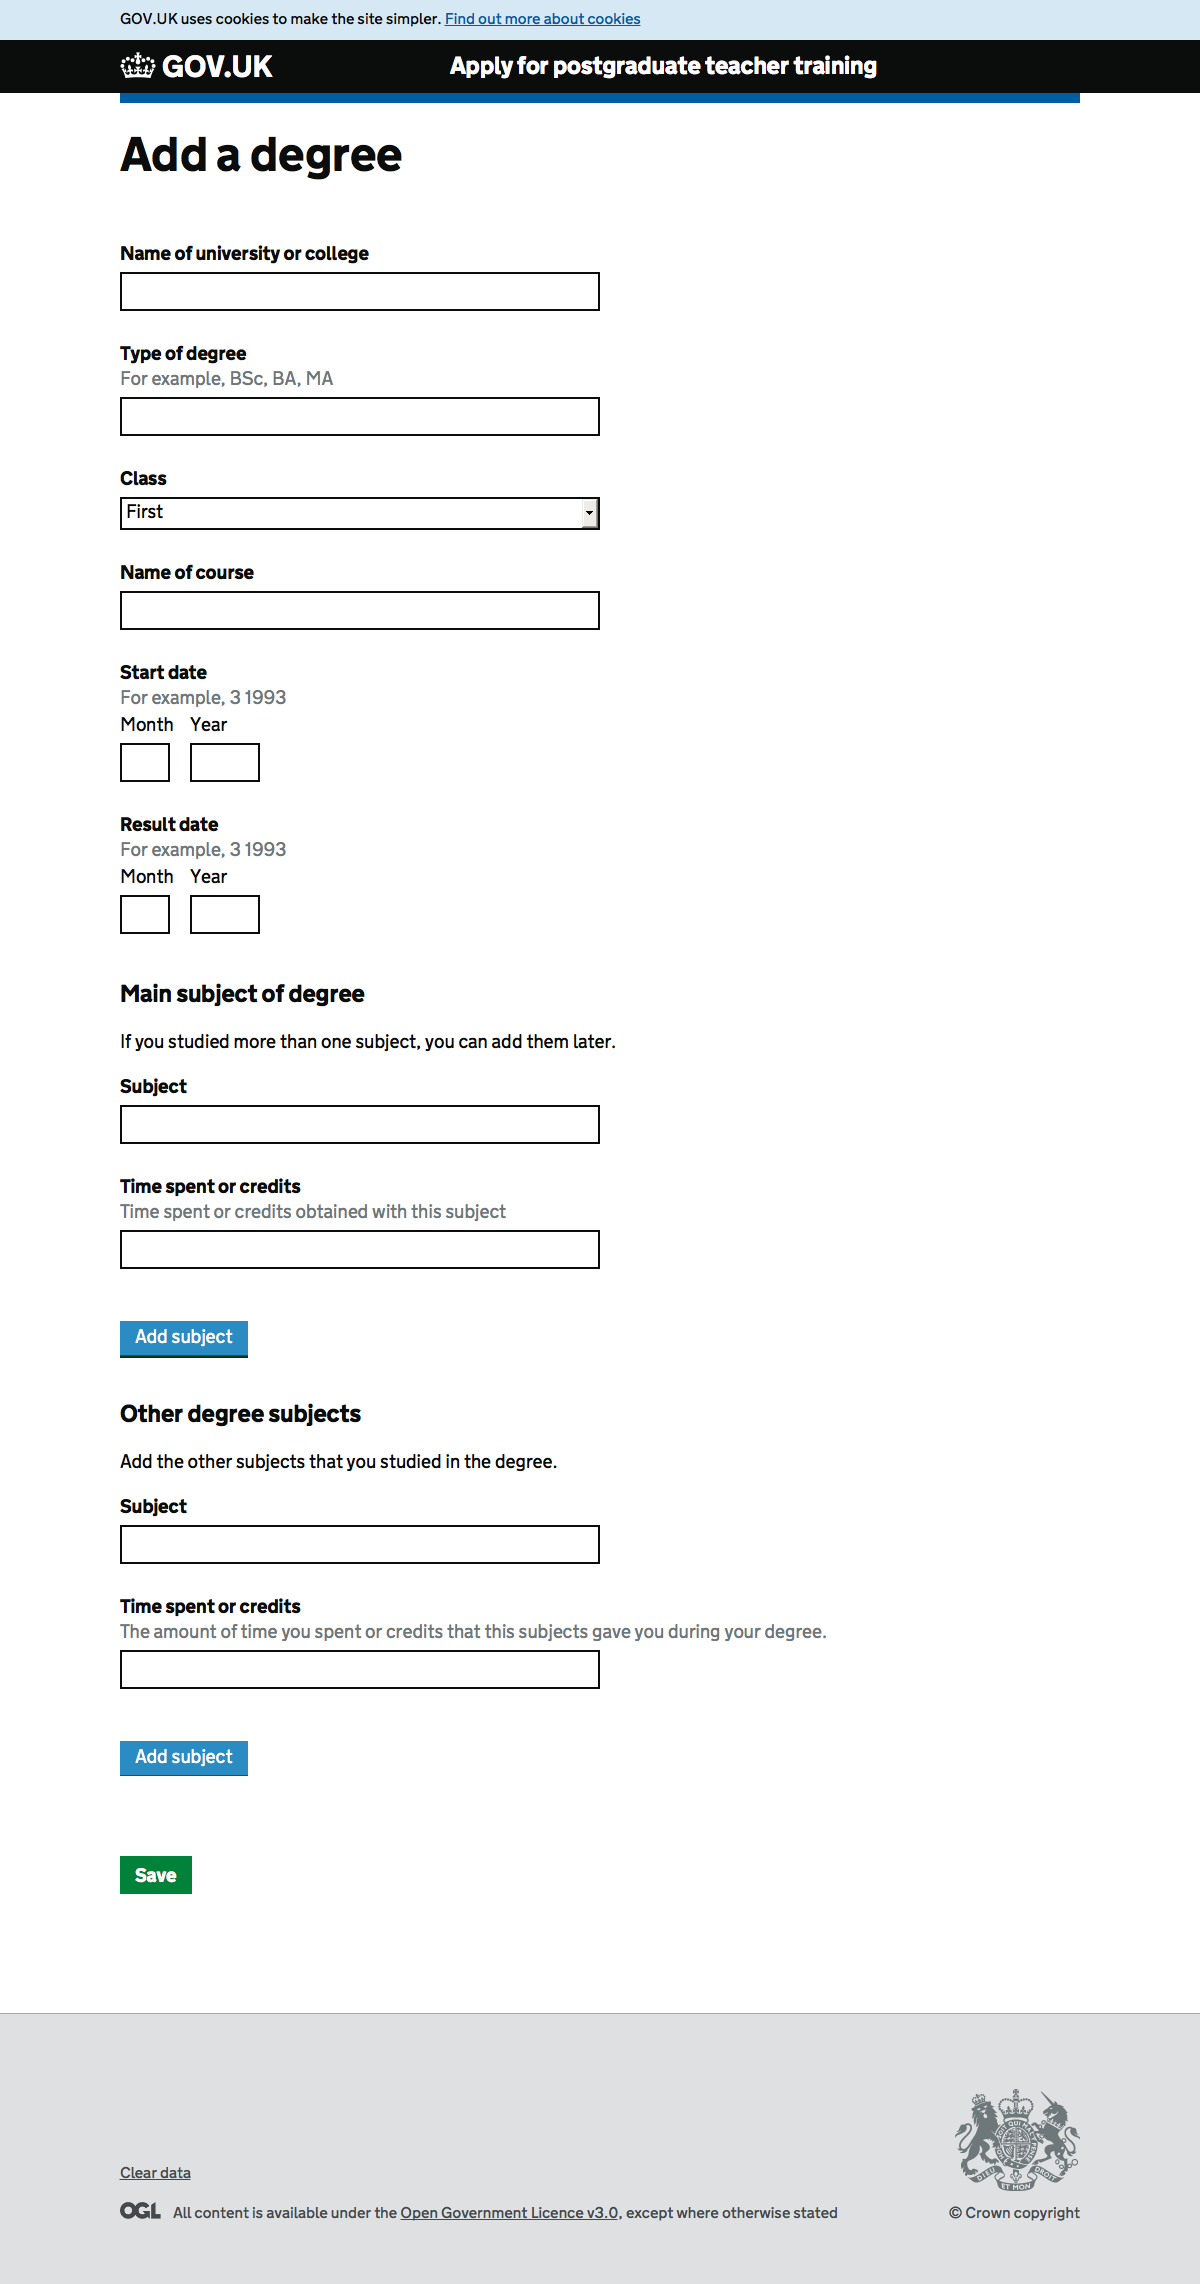 GOV.UK uses cookies to make the site simpler. Find out more about cookies
GOV.UK Apply for postgraduate teacher training
Add a degree
Name of university or college
Type of degree
For example, BSc, BA, MA
Class
First
Name of course
Start date
For example, 3 1993
Month Year
Result date
For example, 3 1993
Month Year
Main subject of degree
If you studied more than one subject, you can add them later.
Subject
Time spent or credits
Time spent or credits obtained with this subject
Add subject
Other degree subjects
Add the other subjects that you studied in the degree.
Subject
Time spent or credits
The amount of time you spent or credits that this subjects gave you during your degree.
Add subject
Save
DIEU ET MON DROIT
Clear data
OGL All content is available under the Open Government Licence v3.0, except where otherwise stated
© Crown copyright